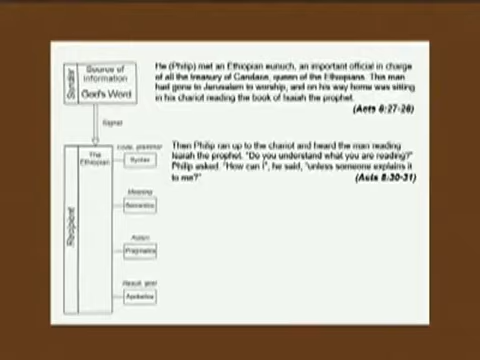 Sender
Source of
Information
God's Word
He (Philip) met an Ethiopian eunuch, an important official in charge
of all the treasury of Candace, queen of the Ethiopians. This man
had gone to Jerusalem to worship, and on his way home was sitting
in his chariot reading the book of Isaiah the prophet.
(Acts 8:27-28)
Signal
Recipient
The
Ethiopian
Code, grammar
Syntax
Then Philip ran up to the chariot and heard the man reading
Isaiah the prophet. "Do you understand what you are reading?"
Philip asked. "How can I", he said, "unless someone explains it
to me?"
(Acts 8:30-31)
Meaning
Semantics
Action
Pragmatics
Result, goal
Apobetics